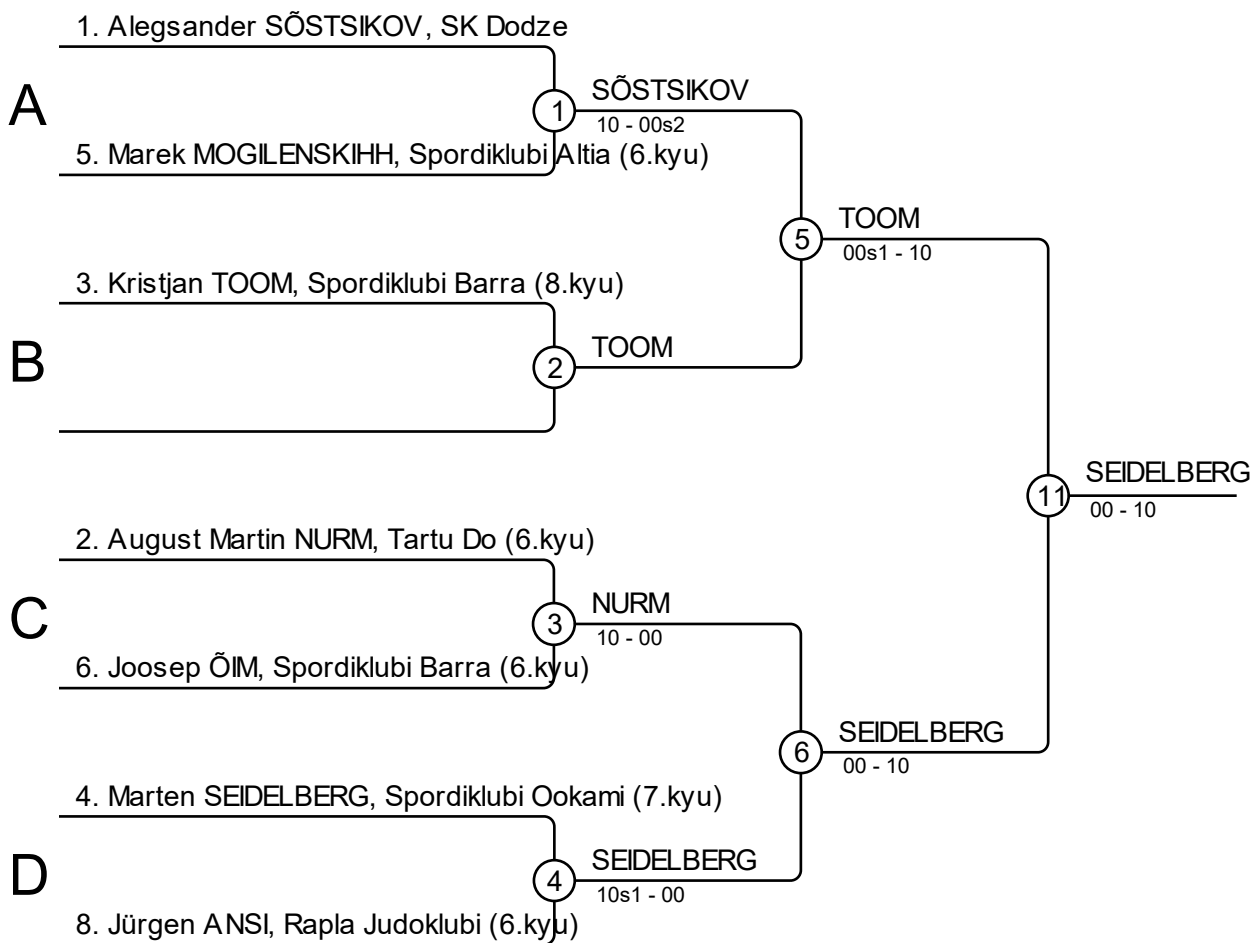 1. Alegsander SÕSTSIKOV, SK Dodze
A
1
SÕSTSIKOV
10 - 00s2
5. Marek MOGILENSKIHH, Spordiklubi Altia (6.kyu)
5
TOOM
00s1 - 10
3. Kristjan TOOM, Spordiklubi Barra (8.kyu)
B
2
TOOM
11
SEIDELBERG
00 - 10
2. August Martin NURM, Tartu Do (6.kyu)
C
3
NURM
10 - 00
6. Joosep ÕIM, Spordiklubi Barra (6.kyu)
6
SEIDELBERG
00 - 10
4. Marten SEIDELBERG, Spordiklubi Ookami (7.kyu)
D
4
SEIDELBERG
10s1 - 00
8. Jürgen ANSI, Rapla Judoklubi (6.kyu)